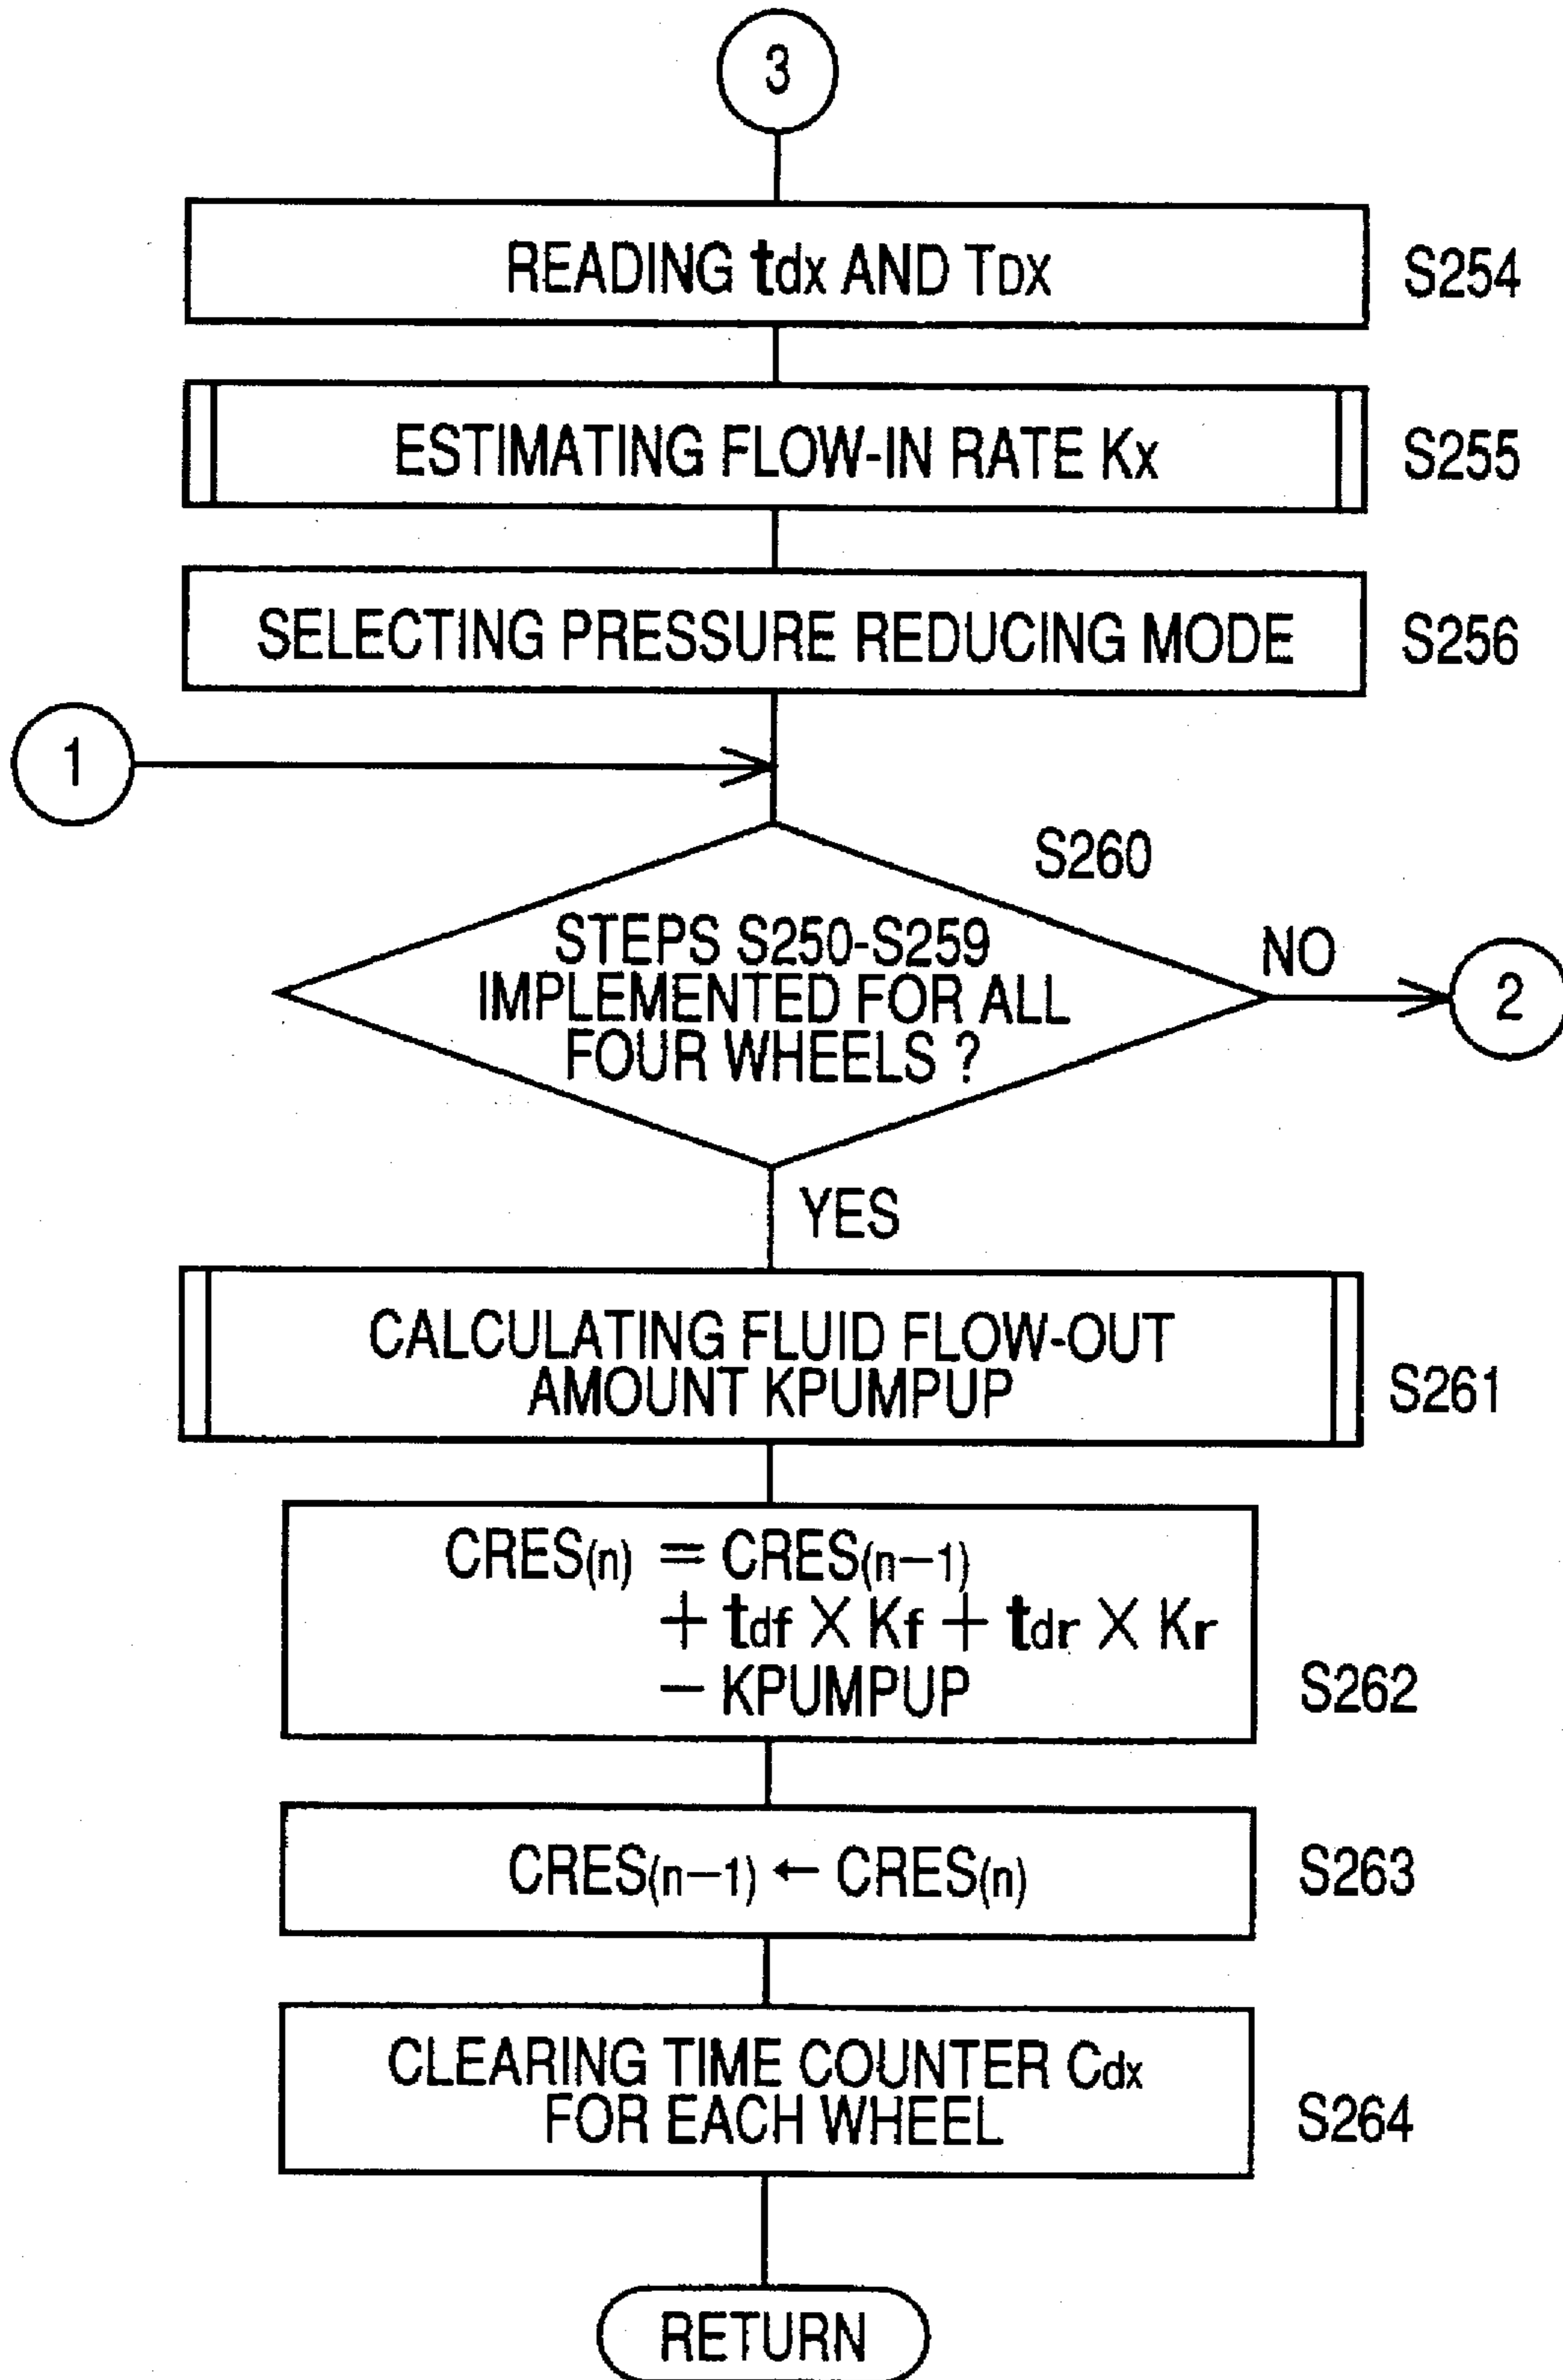 3
READING tdx AND TDX
S254
ESTIMATING FLOW-IN RATE Kx
S255
SELECTING PRESSURE REDUCING MODE
S256
1
S260
STEPS S250-S259
IMPLEMENTED FOR ALL
FOUR WHEELS ?
NO
2
YES
CALCULATING FLUID FLOW-OUT
AMOUNT KPUMPUP
S261
CRES(n) = CRES(n−1)
+ tdf × Kf + tdr × Kr
− KPUMPUP
S262
CRES(n−1) ← CRES(n)
S263
CLEARING TIME COUNTER Cdx
FOR EACH WHEEL
S264
RETURN